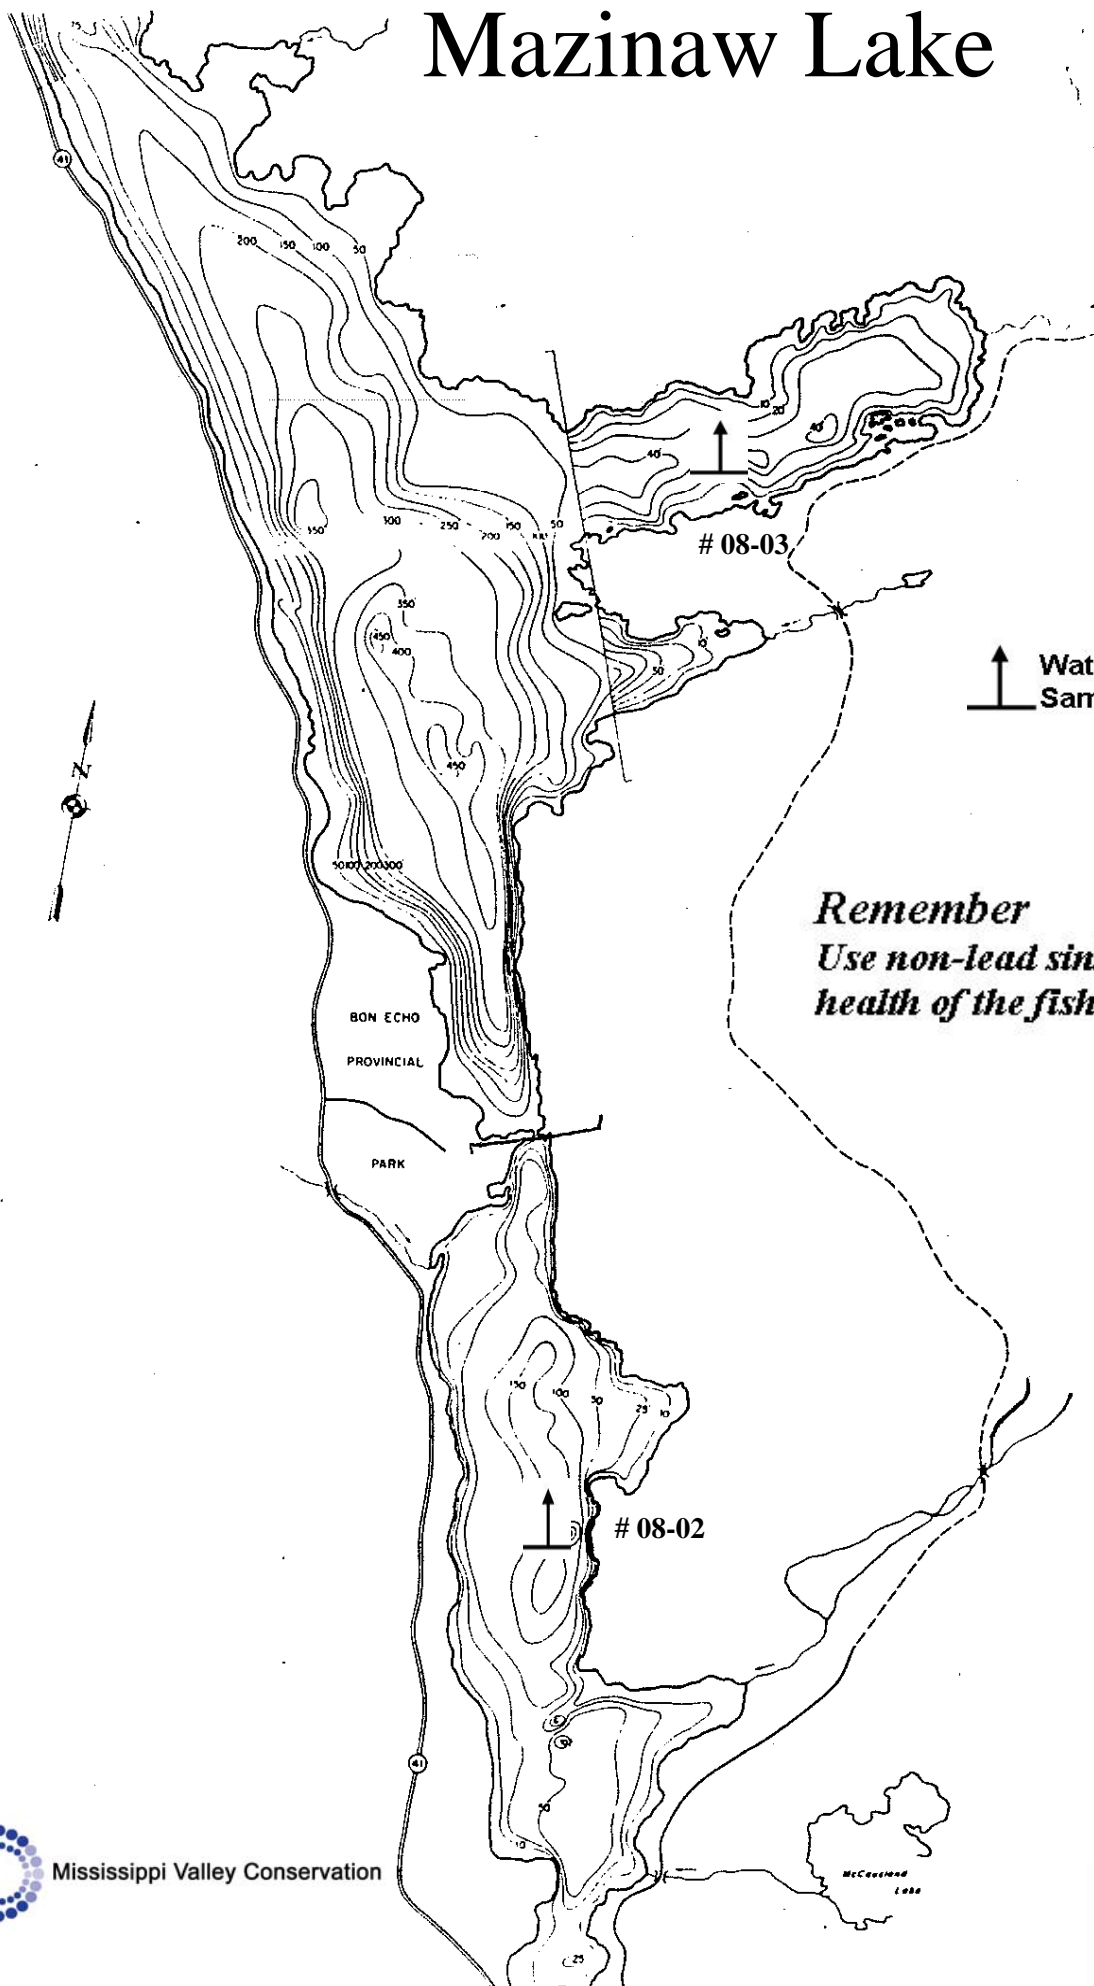 Mazinaw Lake
41
200 150 100 50
10
20
40
40
# 08-03
350
300
250
200
150
50
350
450
400
10
50
Wat
Sam
N
450
50 100 200 300
Remember
Use non-lead sin
health of the fish
BON ECHO
PROVINCIAL
PARK
150
100
50
25
10
# 08-02
41
50
10
Mississippi Valley Conservation
McCausland
Lake
25